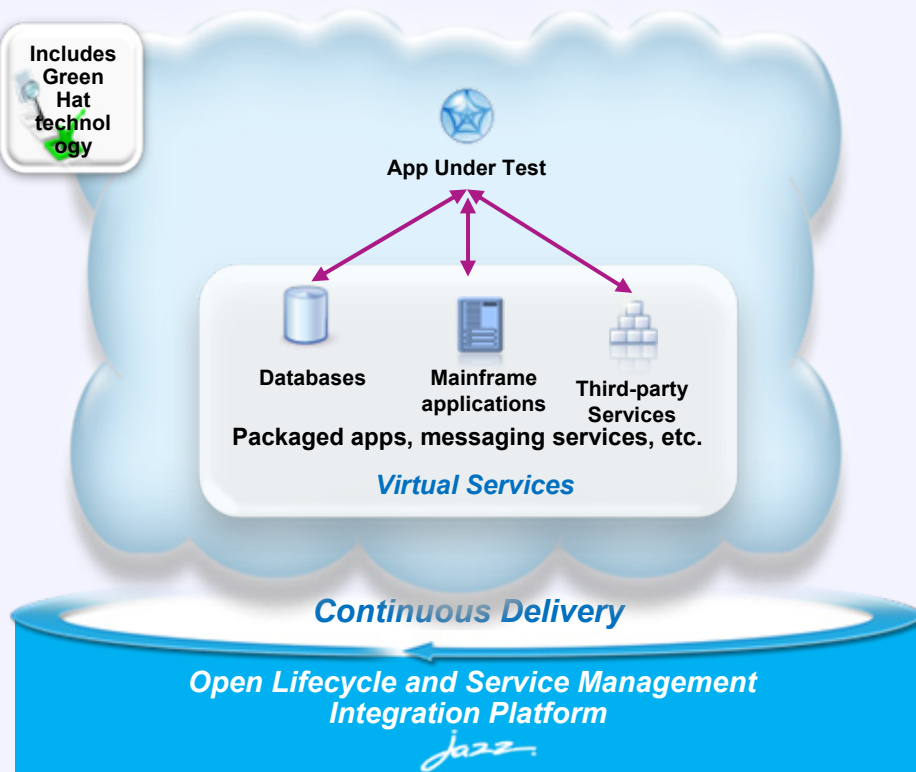 Includes
Green
Hat
technol
ogy
App Under Test
Databases
Mainframe
applications
Third-party
Services
Packaged apps, messaging services, etc.
Virtual Services
Continuous Delivery
Open Lifecycle and Service Management
Integration Platform
jazz